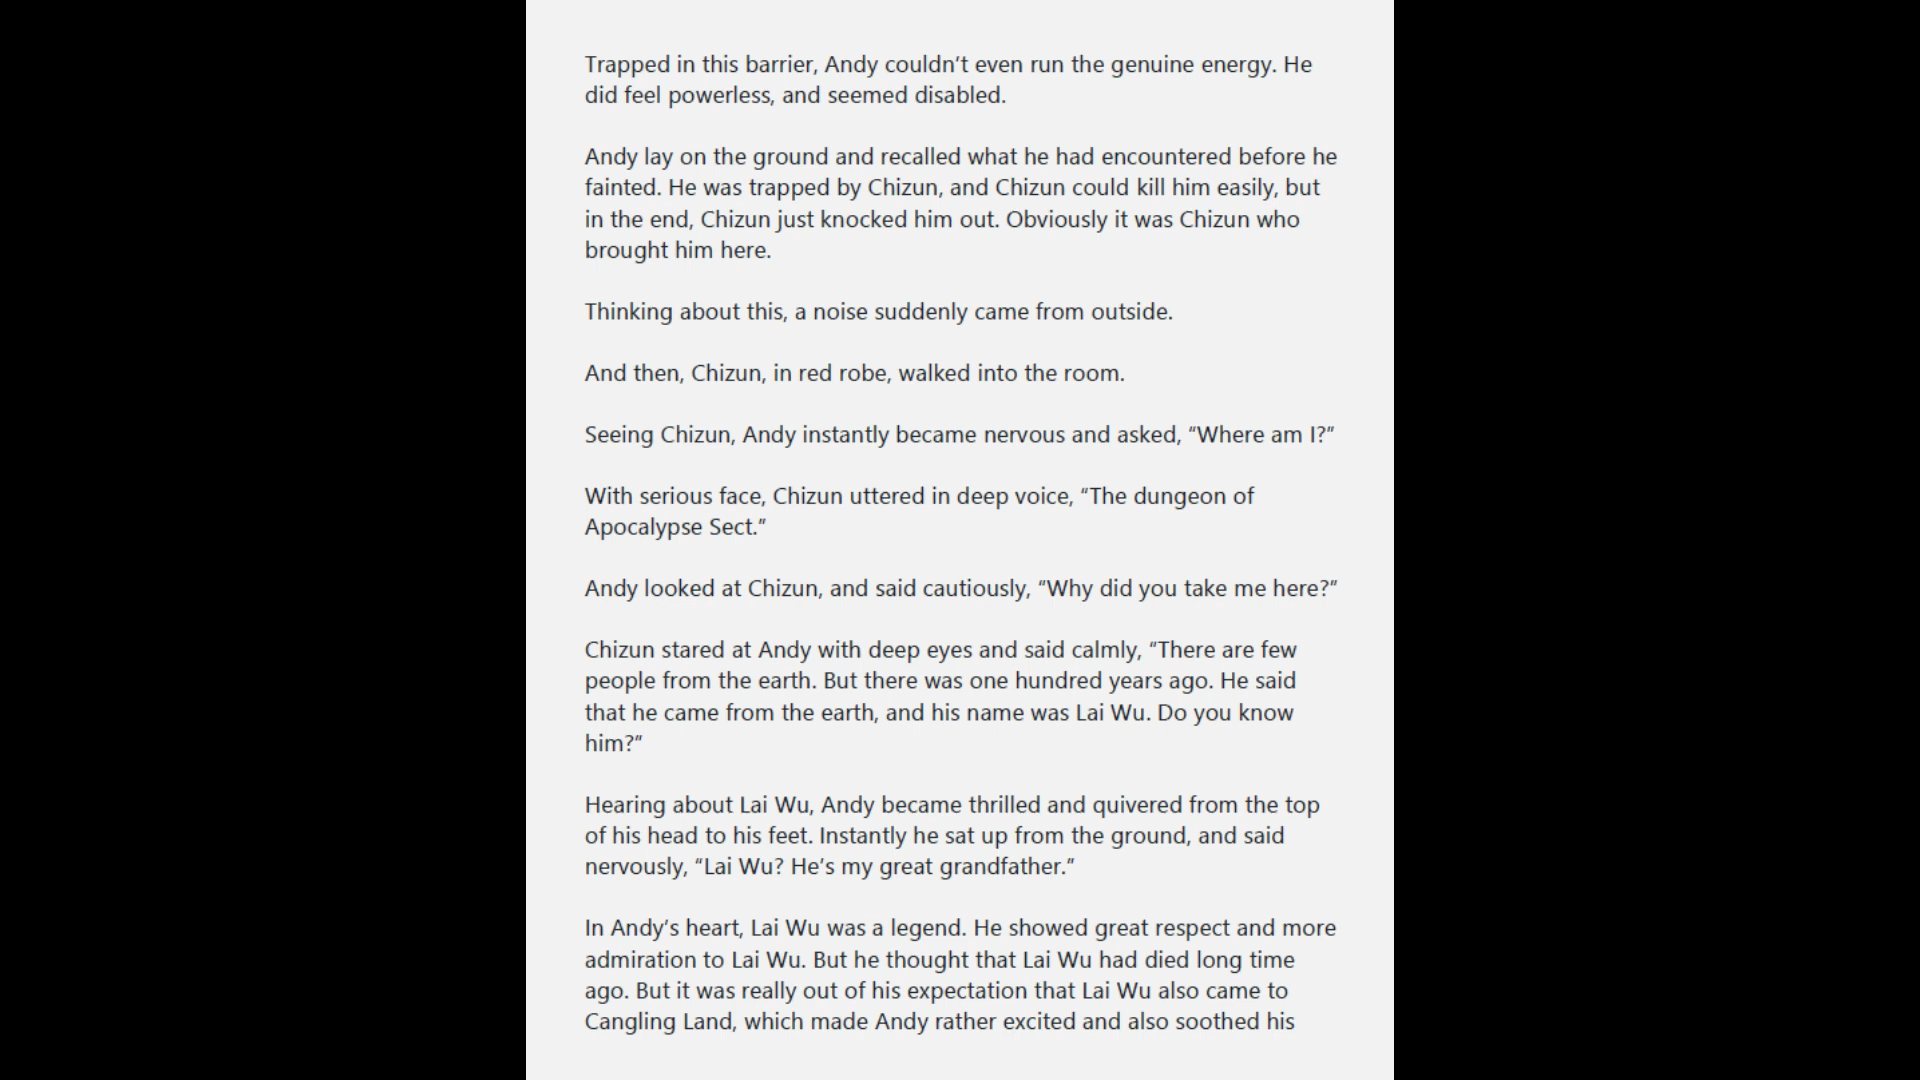 Trapped in this barrier, Andy couldn’t even run the genuine energy. He
did feel powerless, and seemed disabled.
Andy lay on the ground and recalled what he had encountered before he
fainted. He was trapped by Chizun, and Chizun could kill him easily, but
in the end, Chizun just knocked him out. Obviously it was Chizun who
brought him here.
Thinking about this, a noise suddenly came from outside.
And then, Chizun, in red robe, walked into the room.
Seeing Chizun, Andy instantly became nervous and asked, “Where am I?”
With serious face, Chizun uttered in deep voice, “The dungeon of
Apocalypse Sect.”
Andy looked at Chizun, and said cautiously, “Why did you take me here?”
Chizun stared at Andy with deep eyes and said calmly, “There are few
people from the earth. But there was one hundred years ago. He said
that he came from the earth, and his name was Lai Wu. Do you know
him?”
Hearing about Lai Wu, Andy became thrilled and quivered from the top
of his head to his feet. Instantly he sat up from the ground, and said
nervously, “Lai Wu? He’s my great grandfather.”
In Andy’s heart, Lai Wu was a legend. He showed great respect and more
admiration to Lai Wu. But he thought that Lai Wu had died long time
ago. But it was really out of his expectation that Lai Wu also came to
Cangling Land, which made Andy rather excited and also soothed his